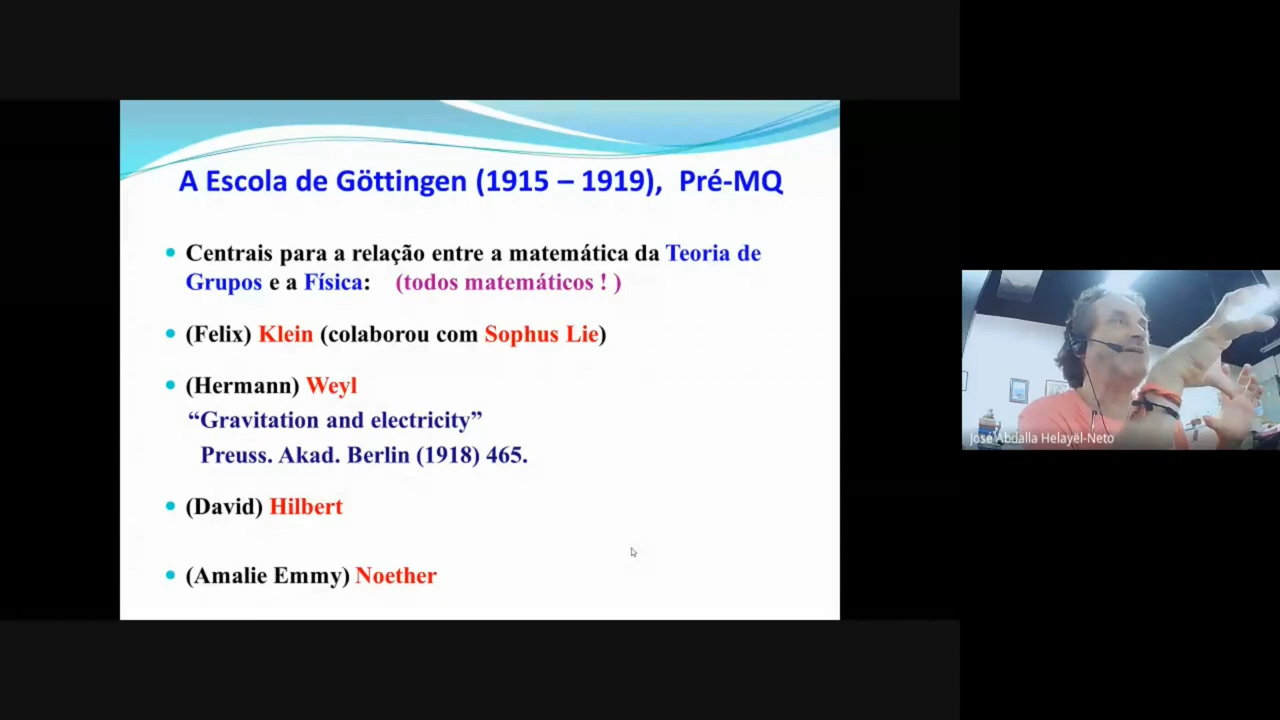 A Escola de Göttingen (1915 – 1919), Pré-MQ
Centrais para a relação entre a matemática da Teoria de
Grupos e a Física: (todos matemáticos ! )
(Felix) Klein (colaborou com Sophus Lie)
(Hermann) Weyl
“Gravitation and electricity”
Preuss. Akad. Berlin (1918) 465.
(David) Hilbert
(Amalie Emmy) Noether
José Abdalla Helayël-Neto